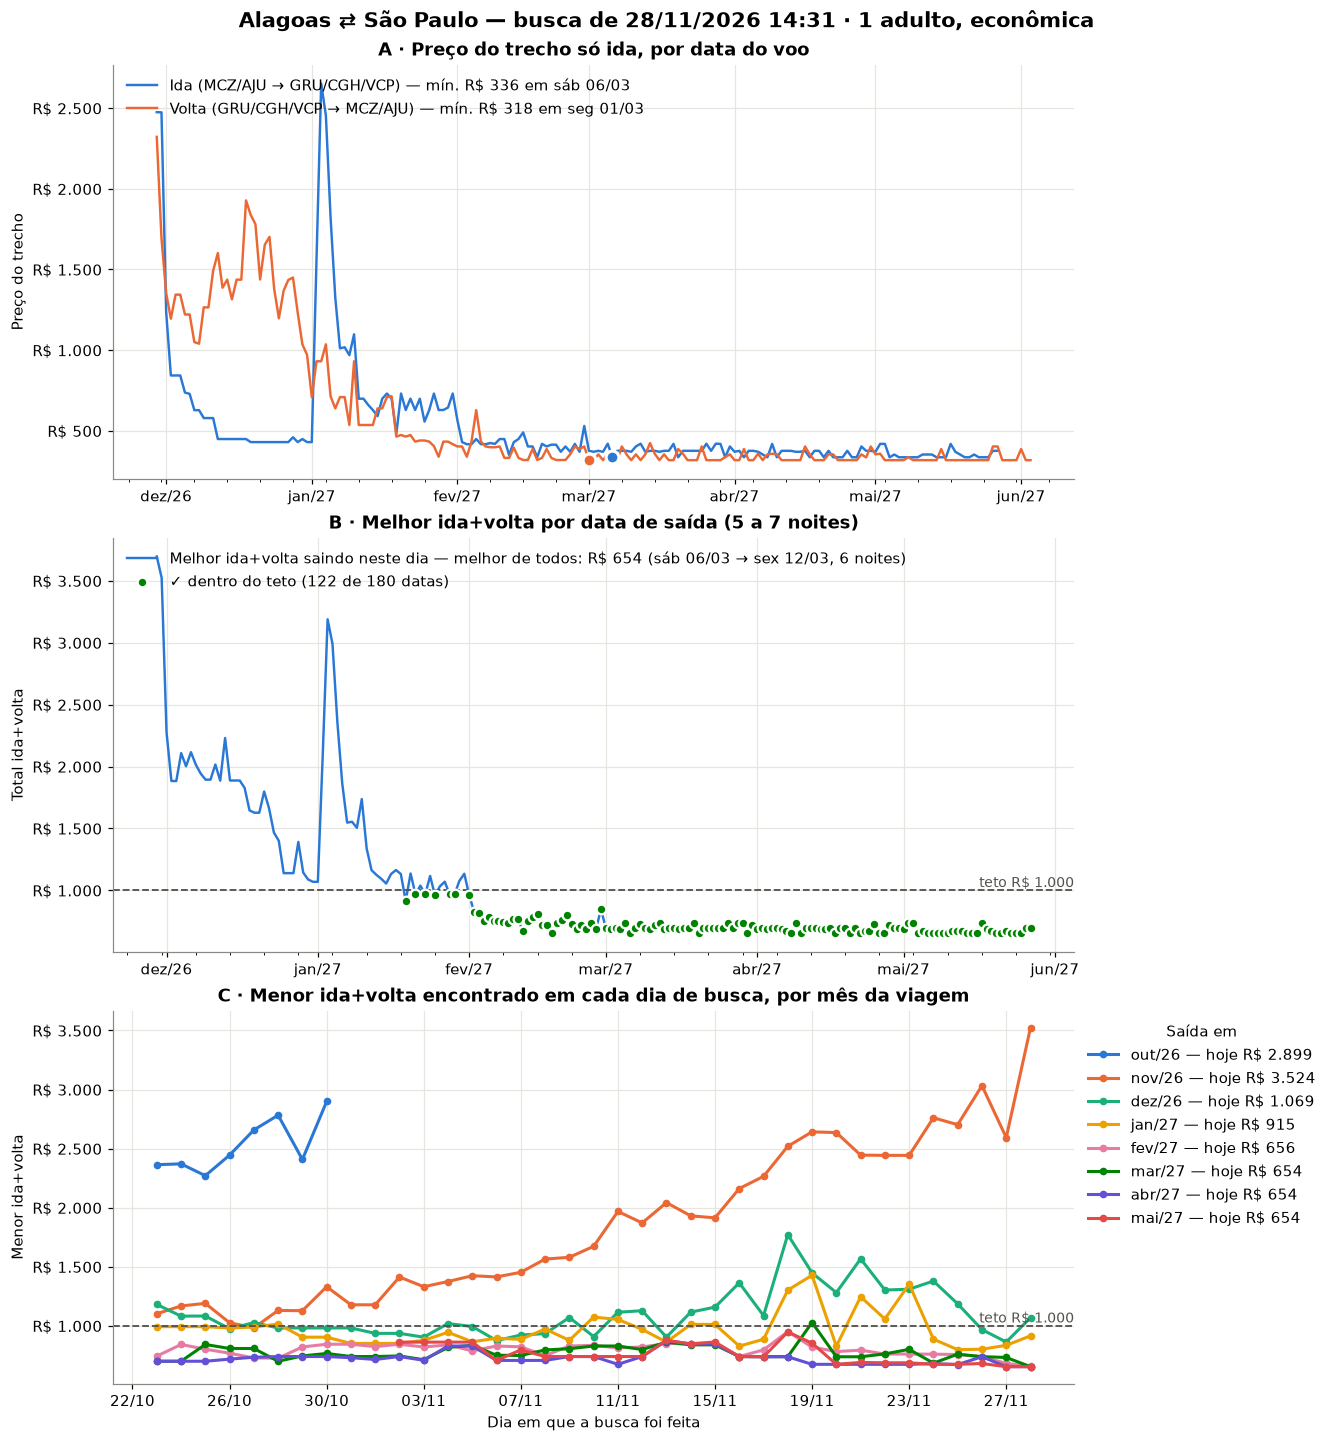 Alagoas ⇄ São Paulo — busca de 28/11/2026 14:31 · 1 adulto, econômica
A · Preço do trecho só ida, por data do voo
Ida (MCZ/AJU → GRU/CGH/VCP) — mín. R$ 336 em sáb 06/03
Volta (GRU/CGH/VCP → MCZ/AJU) — mín. R$ 318 em seg 01/03
Preço do trecho
R$ 2.500
R$ 2.000
R$ 1.500
R$ 1.000
R$ 500
dez/26 jan/27 fev/27 mar/27 abr/27 mai/27 jun/27
B · Melhor ida+volta por data de saída (5 a 7 noites)
Melhor ida+volta saindo neste dia — melhor de todos: R$ 654 (sáb 06/03 → sex 12/03, 6 noites)
✓ dentro do teto (122 de 180 datas)
Total ida+volta
R$ 3.500
R$ 3.000
R$ 2.500
R$ 2.000
R$ 1.500
R$ 1.000
teto R$ 1.000
dez/26 jan/27 fev/27 mar/27 abr/27 mai/27 jun/27
C · Menor ida+volta encontrado em cada dia de busca, por mês da viagem
Menor ida+volta
R$ 3.500
R$ 3.000
R$ 2.500
R$ 2.000
R$ 1.500
R$ 1.000
teto R$ 1.000
22/10 26/10 30/10 03/11 07/11 11/11 15/11 19/11 23/11 27/11
Dia em que a busca foi feita
Saída em
out/26 — hoje R$ 2.899
nov/26 — hoje R$ 3.524
dez/26 — hoje R$ 1.069
jan/27 — hoje R$ 915
fev/27 — hoje R$ 656
mar/27 — hoje R$ 654
abr/27 — hoje R$ 654
mai/27 — hoje R$ 654